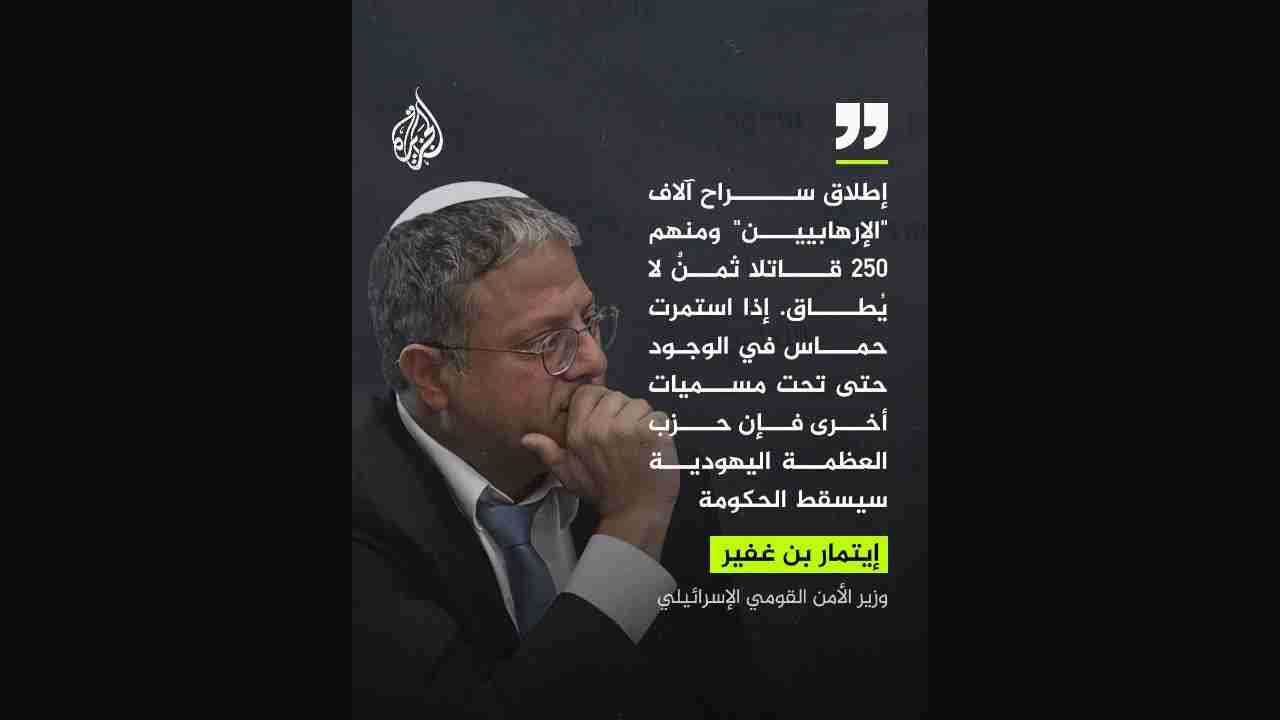 الجزيرة
إطلاق سراح آلاف
"الإرهابيين" ومنهم
250 قاتلا ثمنُ لا
يُطاق. إذا استمرت
حماس في الوجود
حتى تحت مسميات
أخرى فإن حزب
العظمة اليهودية
سيسقط الحكومة
إيتمار بن غفير
وزير الأمن القومي الإسرائيلي